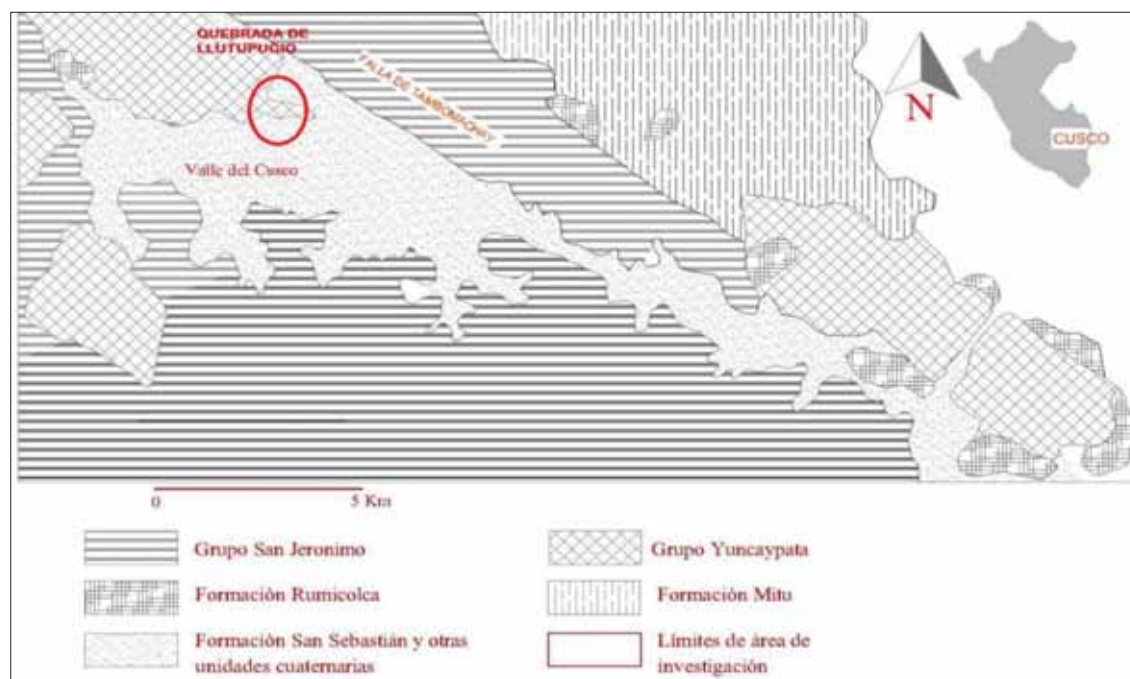 QUEBRADA DE
LLUTUPUGIO
FALLA DE TAMBOMACHAY
N
CUSCO
Valle del Cusco
0 5 Km
Grupo San Jeronimo
Grupo Yuncaypata
Formación Rumicolca
Formación Mitu
Formación San Sebastián y otras
unidades cuaternarias
Límites de área de
investigación